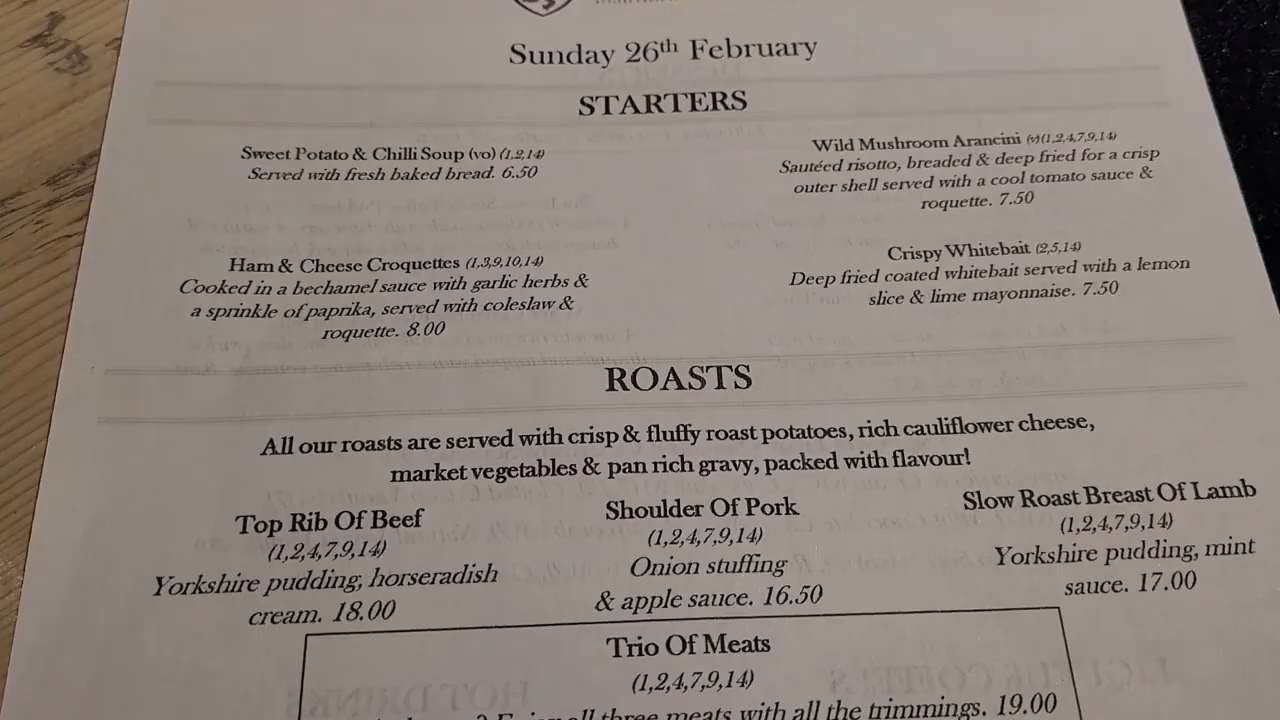 Sunday 26th February
STARTERS
Sweet Potato & Chilli Soup (vo) (1,2,14)
Served with fresh baked bread. 6.50
Wild Mushroom Arancini (v)(1,2,4,7,9,14)
Sautéed risotto, breaded & deep fried for a crisp
outer shell served with a cool tomato sauce &
roquette. 7.50
Ham & Cheese Croquettes (1,3,9,10,14)
Cooked in a bechamel sauce with garlic herbs &
a sprinkle of paprika, served with coleslaw &
roquette. 8.00
Crispy Whitebait (2,5,14)
Deep fried coated whitebait served with a lemon
slice & lime mayonnaise. 7.50
ROASTS
All our roasts are served with crisp & fluffy roast potatoes, rich cauliflower cheese,
market vegetables & pan rich gravy, packed with flavour!
Top Rib Of Beef
(1,2,4,7,9,14)
Yorkshire pudding, horseradish
cream. 18.00
Shoulder Of Pork
(1,2,4,7,9,14)
Onion stuffing
& apple sauce. 16.50
Slow Roast Breast Of Lamb
(1,2,4,7,9,14)
Yorkshire pudding, mint
sauce. 17.00
Trio Of Meats
(1,2,4,7,9,14)
all three meats with all the trimmings. 19.00